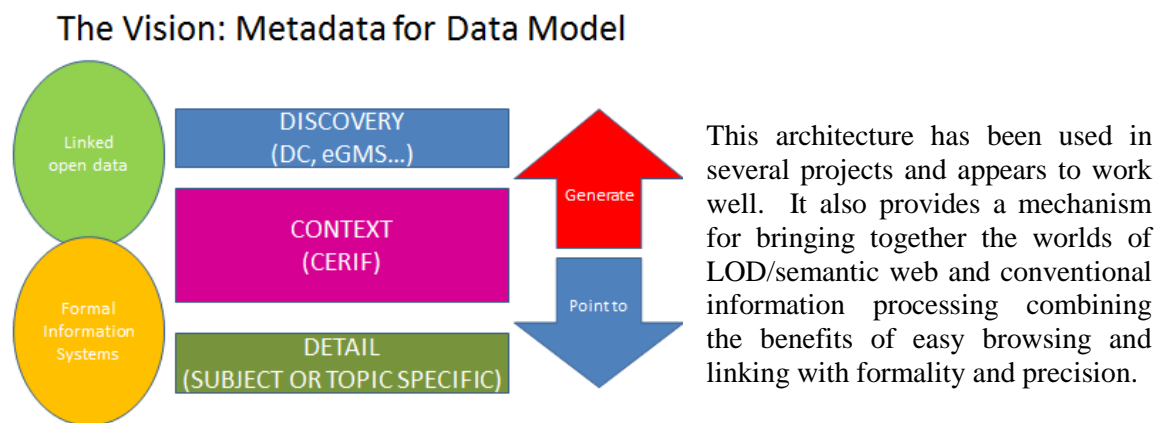 The Vision: Metadata for Data Model
Linked
open data
Formal
Information
Systems
DISCOVERY
(DC, eGMS...)
CONTEXT
(CERIF)
DETAIL
(SUBJECT OR TOPIC SPECIFIC)
Generate
Point to
This architecture has been used in
several projects and appears to work
well. It also provides a mechanism
for bringing together the worlds of
LOD/semantic web and conventional
information processing combining
the benefits of easy browsing and
linking with formality and precision.